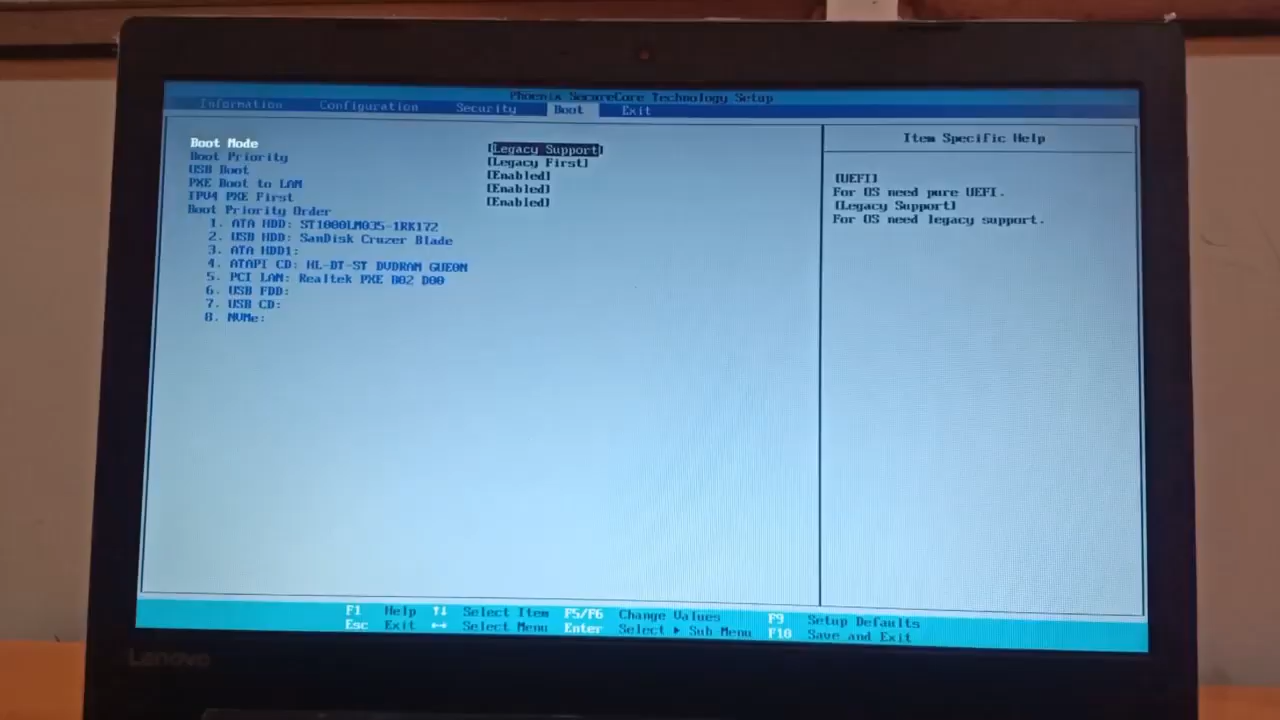 Phoenix SecureCore Technology Setup
Information Configuration Security Boot Exit
Boot Mode [Legacy Support]
Boot Priority [Legacy First]
USB Boot [Enabled]
PXE Boot to LAN [Enabled]
IPV4 PXE First [Enabled]
Boot Priority Order
1. ATA HDD: ST1000LM035-1RK172
2. USB HDD: SanDisk Cruzer Blade
3. ATA HDD1:
4. ATAPI CD: HL-DT-ST DVDRAM GUE0N
5. PCI LAN: Realtek PXE B02 D00
6. USB FDD:
7. USB CD:
8. NVMe:
Item Specific Help
[UEFI]
For OS need pure UEFI.
[Legacy Support]
For OS need legacy support.
F1 Help ↑↓ Select Item F5/F6 Change Values F9 Setup Defaults
Esc Exit ↔ Select Menu Enter Select ▶ Sub Menu F10 Save and Exit
Lenovo